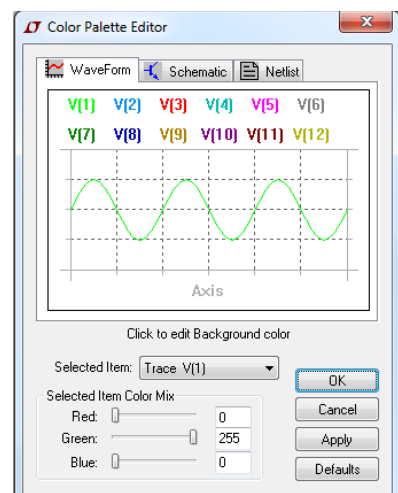 Color Palette Editor
WaveForm Schematic Netlist
V(1) V(2) V(3) V(4) V(5) V(6)
V(7) V(8) V(9) V(10) V(11) V(12)
Axis
Click to edit Background color
Selected Item: Trace V(1)
OK
Selected Item Color Mix
Red: 0
Cancel
Green: 255
Apply
Blue: 0
Defaults